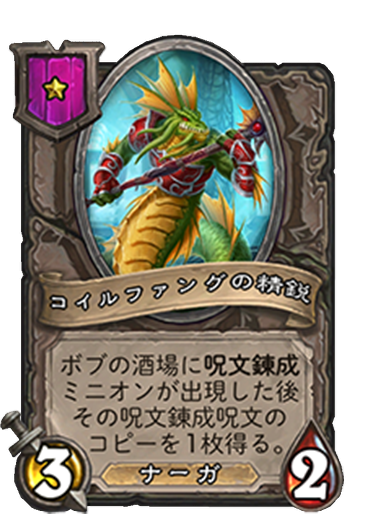 コイルファングの精鋭
ボブの酒場に呪文錬成
ミニオンが出現した後
その呪文錬成呪文の
コピーを1枚得る。
3
ナーガ
2